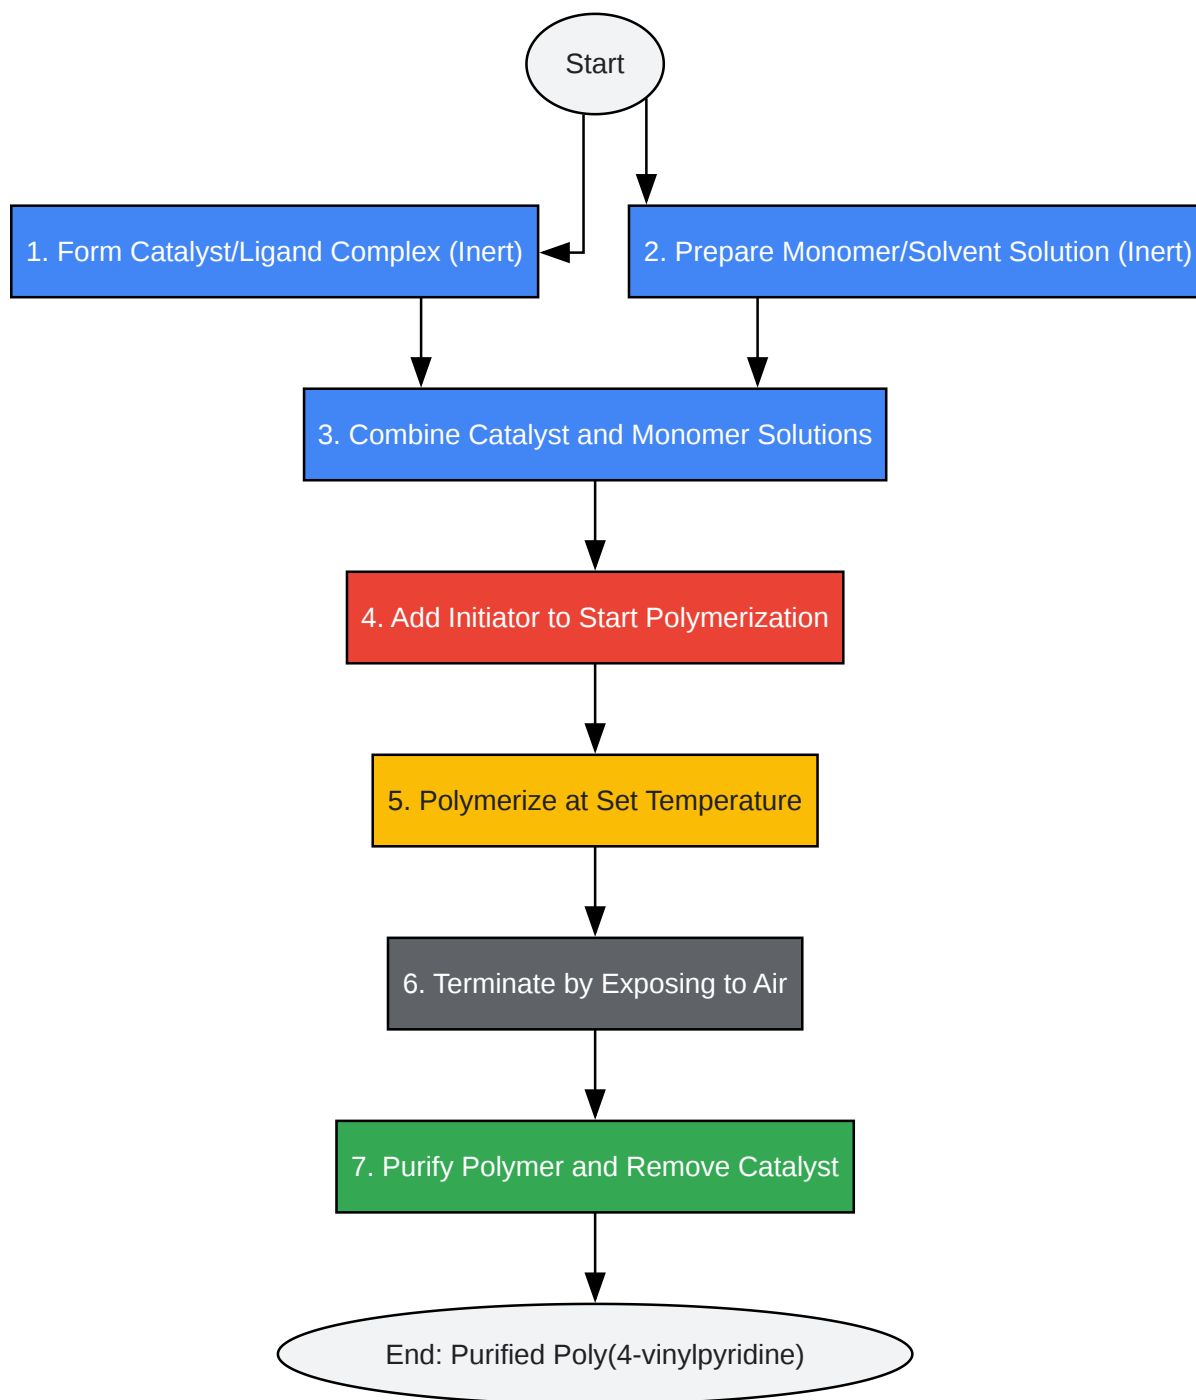 Start
1. Form Catalyst/Ligand Complex (Inert)
2. Prepare Monomer/Solvent Solution (Inert)
3. Combine Catalyst and Monomer Solutions
4. Add Initiator to Start Polymerization
5. Polymerize at Set Temperature
6. Terminate by Exposing to Air
7. Purify Polymer and Remove Catalyst
End: Purified Poly(4-vinylpyridine)